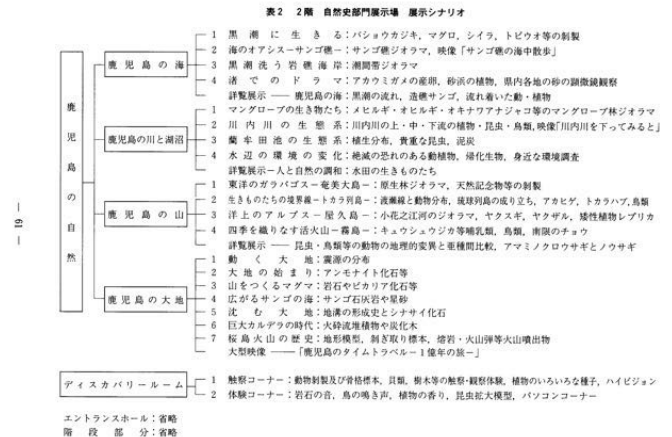 表2 2階 自然史部門展示場 展示シナリオ
鹿児島の自然
鹿児島の海
1 黒潮に生きる：バショウカジキ，マグロ，シイラ，トビウオ等の剝製
2 海のオアシス－サンゴ礁－：サンゴ礁ジオラマ，映像「サンゴの海中散歩」
3 黒潮洗う岩礁海岸：潮間帯ジオラマ
4 渚でのドラマ：アカウミガメの産卵，砂浜の植物，県内各地の砂の顕微鏡観察
詳覧展示 ── 鹿児島の海：黒潮の流れ，造礁サンゴ，流れ着いた動・植物
鹿児島の川と湖沼
1 マングローブの生き物たち：メヒルギ・オヒルギ・オキナワアナジャコ等のマングローブ林ジオラマ
2 川内川の生態系：川内川の上・中・下流の植物・昆虫・鳥類，映像「川内川を下ってみると」
3 藺牟田池の生態系：植生分布，貴重な昆虫，泥炭
4 水辺の環境の変化：絶滅の恐れのある動植物，帰化生物，身近な環境調査
詳覧展示－人と自然の調和：水田の生きものたち
鹿児島の山
1 東洋のガラパゴス－奄美大島－：原生林ジオラマ，天然記念物等の剝製
2 生きものたちの境界線－トカラ列島－：渡瀬線と動物分布，琉球列島の成り立ち，アカヒゲ，トカラハブ，鳥類
3 洋上のアルプス－屋久島－：小花之江河のジオラマ，ヤクスギ，ヤクザル，矮性植物レプリカ
4 四季を織りなす活火山－霧島－：キュウシュウジカ等哺乳類，鳥類，南限のチョウ
詳覧展示 ── 昆虫・鳥類等の動物の地理的変異と亜種間比較，アマミノクロウサギとノウサギ
鹿児島の大地
1 動く大地：震源の分布
2 大地の始まり：アンモナイト化石等
3 山をつくるマグマ：岩石やビカリア化石等
4 広がるサンゴの海：サンゴ石灰岩や星砂
5 沈む大地：地溝の形成史とシナサイ化石
6 巨大カルデラの時代：火砕流堆積物や炭化木
7 桜島火山の歴史：地形模型，剝ぎ取り標本，熔岩・火山弾等火山噴出物
大型映像 ──「鹿児島のタイムトラベル－1億年の旅－」
ディスカバリールーム
1 触察コーナー：動物剝製及び骨格標本，貝類，樹木等の触察・観察体験，植物のいろいろな種子，ハイビジョン
2 体験コーナー：岩石の音，鳥の鳴き声，植物の香り，昆虫拡大模型，パソコンコーナー
エントランスホール：省略
階段部分：省略
— 19 —